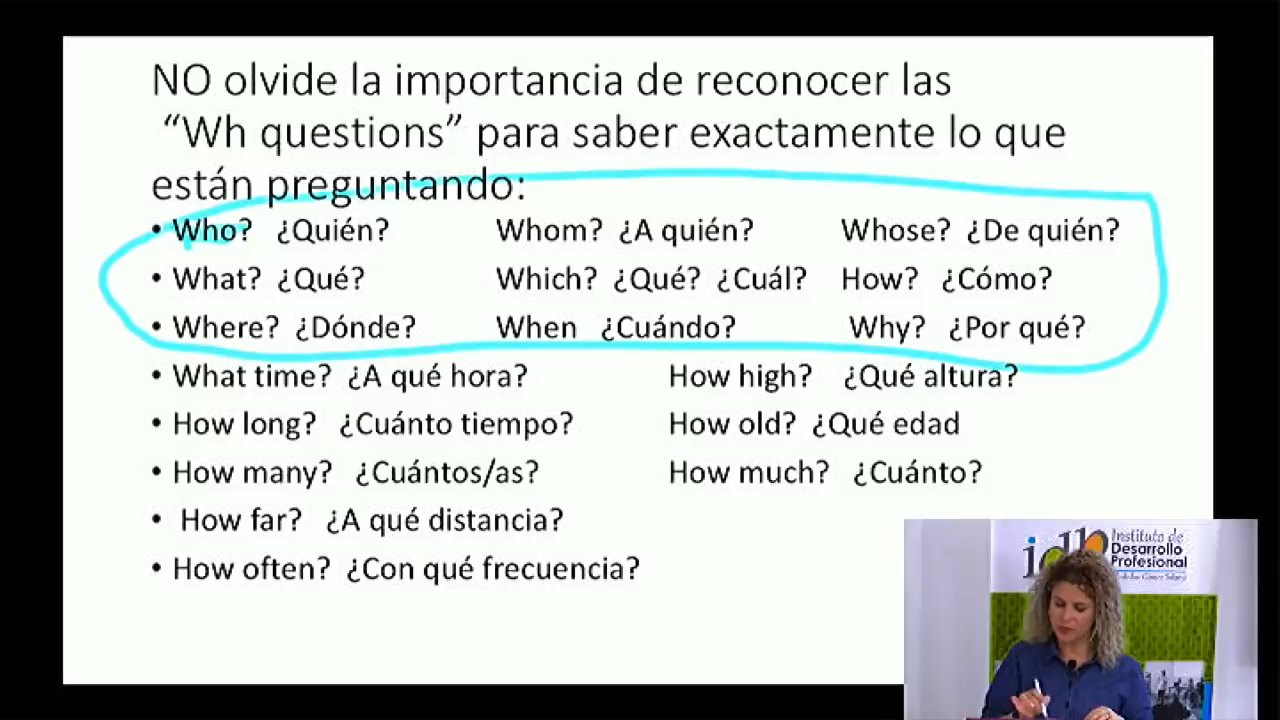 NO olvide la importancia de reconocer las
“Wh questions” para saber exactamente lo que
están preguntando:
• Who? ¿Quién? Whom? ¿A quién? Whose? ¿De quién?
• What? ¿Qué? Which? ¿Qué? ¿Cuál? How? ¿Cómo?
• Where? ¿Dónde? When ¿Cuándo? Why? ¿Por qué?
• What time? ¿A qué hora? How high? ¿Qué altura?
• How long? ¿Cuánto tiempo? How old? ¿Qué edad
• How many? ¿Cuántos/as? How much? ¿Cuánto?
• How far? ¿A qué distancia?
• How often? ¿Con qué frecuencia?
idp Instituto de
Desarrollo
Profesional